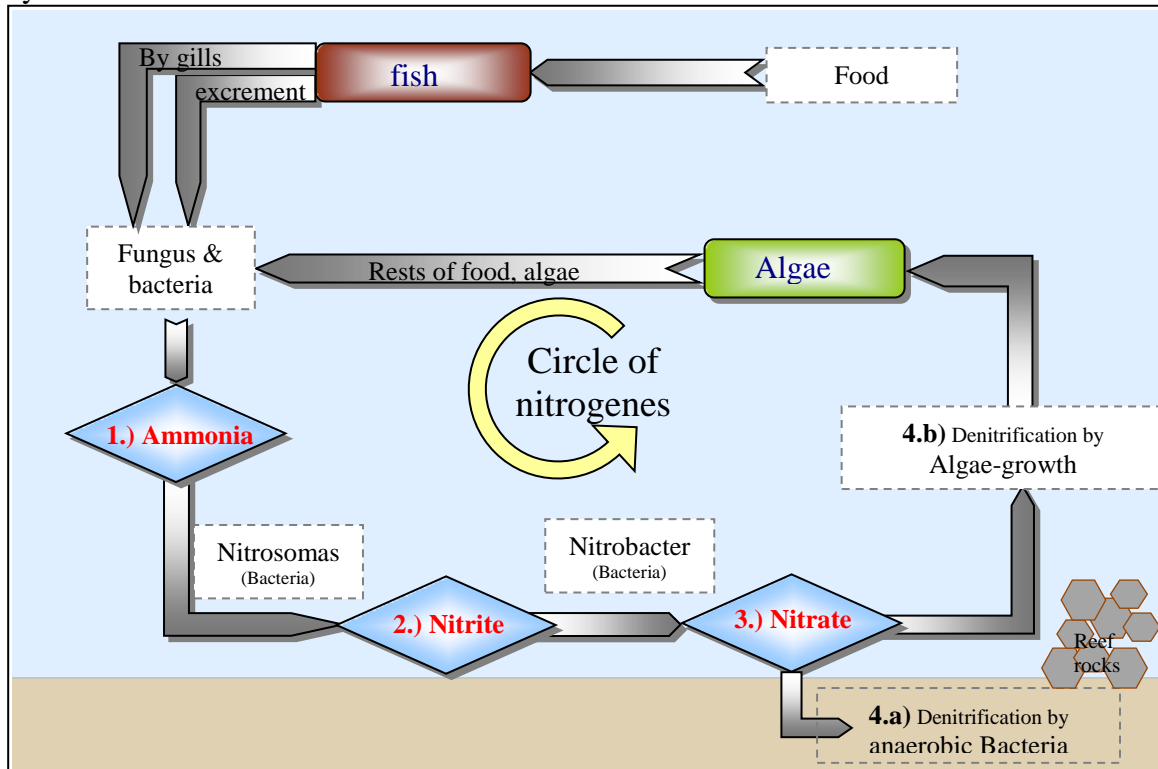 By gills
fish
Food
excrement
Fungus &
bacteria
Rests of food, algae
Algae
Circle of
nitrogenes
1.) Ammonia
4.b) Denitrification by
Algae-growth
Nitrosomas
(Bacteria)
Nitrobacter
(Bacteria)
2.) Nitrite
3.) Nitrate
Reef
rocks
4.a) Denitrification by
anaerobic Bacteria